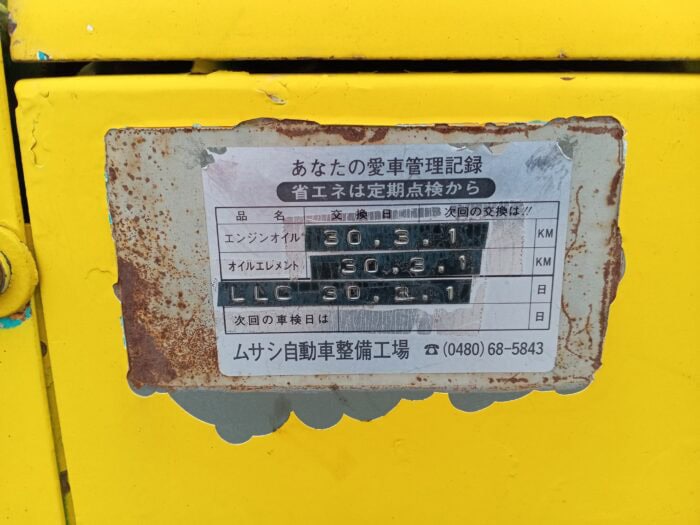 あなたの愛車管理記録
省エネは定期点検から
品名 交換日 次回の交換は!!
エンジンオイル 30.3.1 KM
オイルエレメント 30.3.1 KM
LLC 30.3.1 日
次回の車検日は 日
ムサシ自動車整備工場 ☎(0480)68-5843